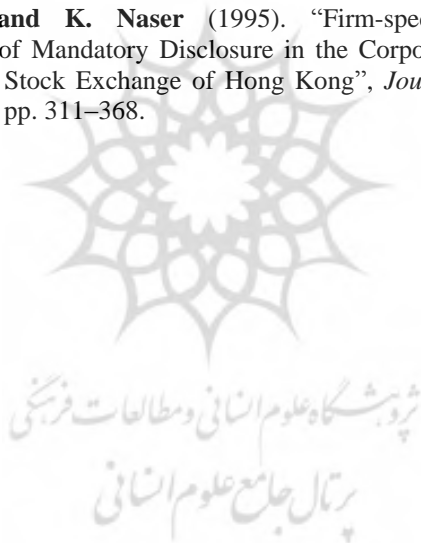 and K. Naser (1995). “Firm-spec
of Mandatory Disclosure in the Corpo
Stock Exchange of Hong Kong”, Jou
pp. 311–368.
پژوهشگاه علوم انسانی و مطالعات فرهنگی
پرتال جامع علوم انسانی